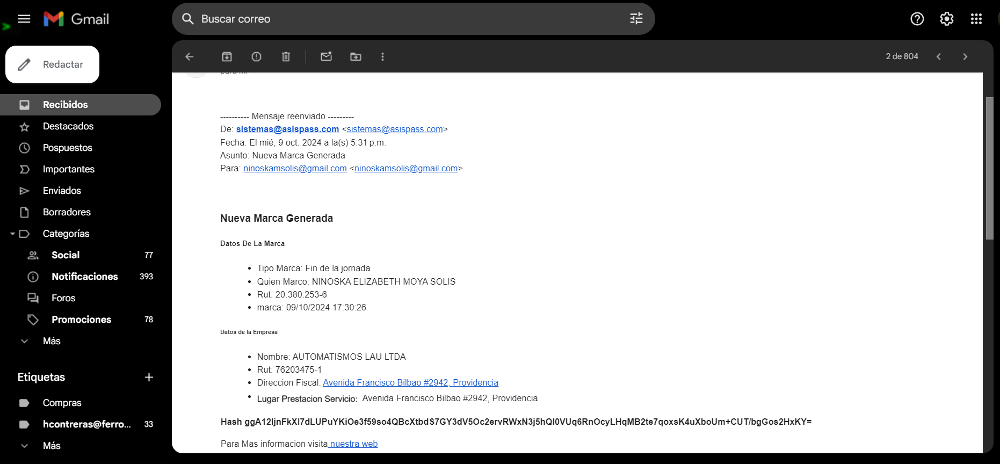 Gmail
Buscar correo
Redactar
2 de 804
Recibidos
Destacados
Pospuestos
Importantes
Enviados
Borradores
Categorías
Social 77
Notificaciones 393
Foros
Promociones 78
Más
Etiquetas
Compras
hcontreras@ferro... 33
Más
para mí
---------- Mensaje reenviado ---------
De: sistemas@asispass.com <sistemas@asispass.com>
Fecha: El mié, 9 oct. 2024 a la(s) 5:31 p.m.
Asunto: Nueva Marca Generada
Para: ninoskamsolis@gmail.com <ninoskamsolis@gmail.com>
Nueva Marca Generada
Datos De La Marca
• Tipo Marca: Fin de la jornada
• Quien Marco: NINOSKA ELIZABETH MOYA SOLIS
• Rut: 20.380.253-6
• marca: 09/10/2024 17:30:26
Datos de la Empresa
• Nombre: AUTOMATISMOS LAU LTDA
• Rut: 76203475-1
• Direccion Fiscal: Avenida Francisco Bilbao #2942, Providencia
• Lugar Prestacion Servicio: Avenida Francisco Bilbao #2942, Providencia
Hash ggA12IjnFkXl7dLUPuYKiOe3f59so4QBcXtbdS7GY3dV5Oc2ervRWxN3j5hQl0VUq6RnOcyLHqMB2te7qoxsK4uXboUm+CUT/bgGos2HxKY=
Para Mas informacion visita nuestra web